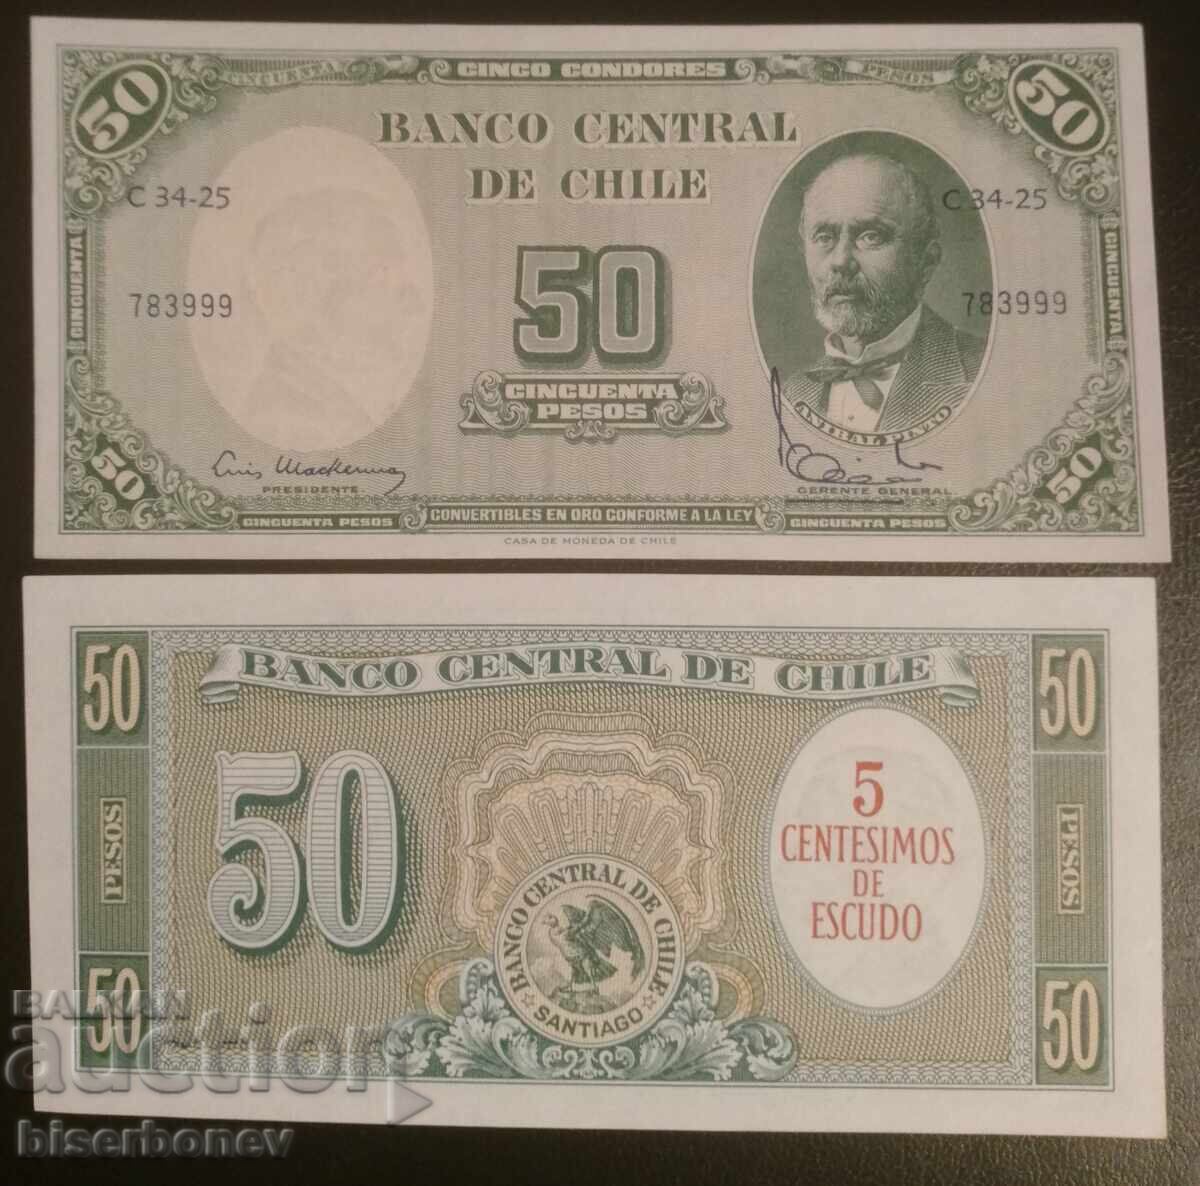 50
CINCUENTA
CINCO CONDORES
PESOS
50
BANCO CENTRAL
DE CHILE
C 34-25
C 34-25
783999
783999
CINCUENTA
CINCUENTA
50
CINCUENTA
PESOS
ANIBAL PINTO
Luis Mackenna
PRESIDENTE
GERENTE GENERAL
50
50
CINCUENTA PESOS
CONVERTIBLES EN ORO CONFORME A LA LEY
CINCUENTA PESOS
CASA DE MONEDA DE CHILE
50
BANCO CENTRAL DE CHILE
50
50
PESOS
5
CENTESIMOS
DE
ESCUDO
PESOS
BANCO CENTRAL DE CHILE
SANTIAGO
50
50
BALKAN
auction
biserbonev